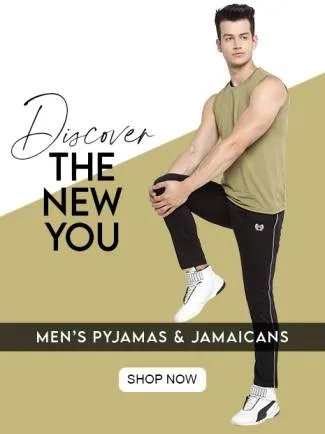 Discover
THE
NEW
YOU
MEN'S PYJAMAS & JAMAICANS
SHOP NOW